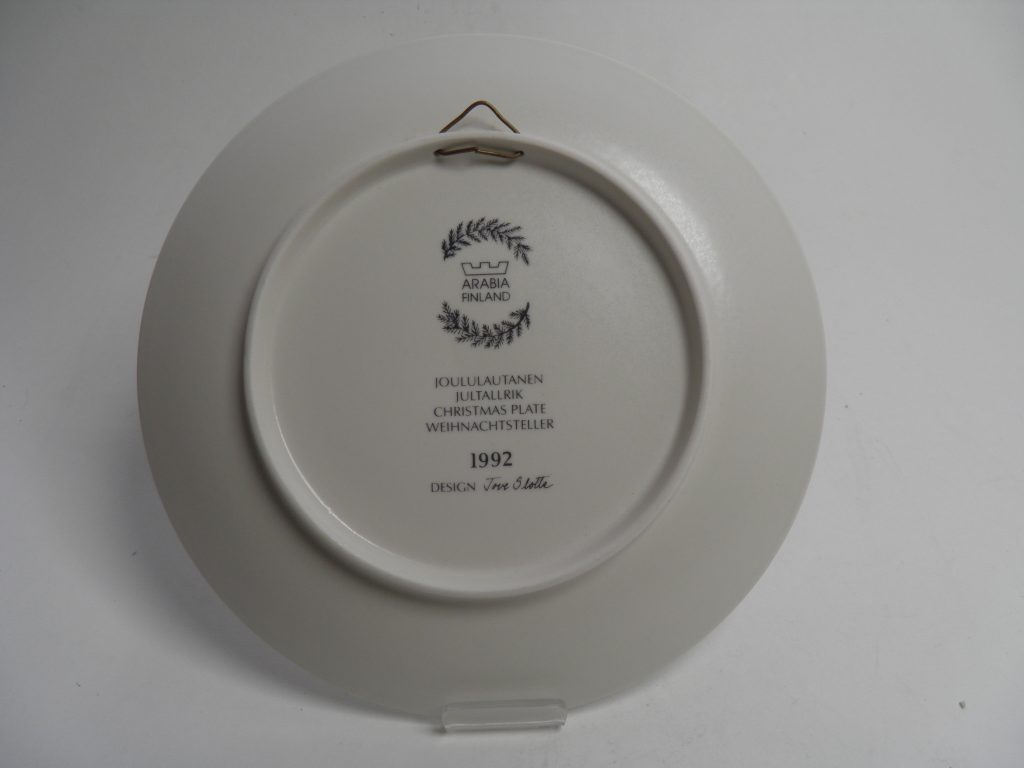 ARABIA
FINLAND
JOULULAUTANEN
JULTALLRIK
CHRISTMAS PLATE
WEIHNACHTSTELLER
1992
DESIGN Tove Slotte